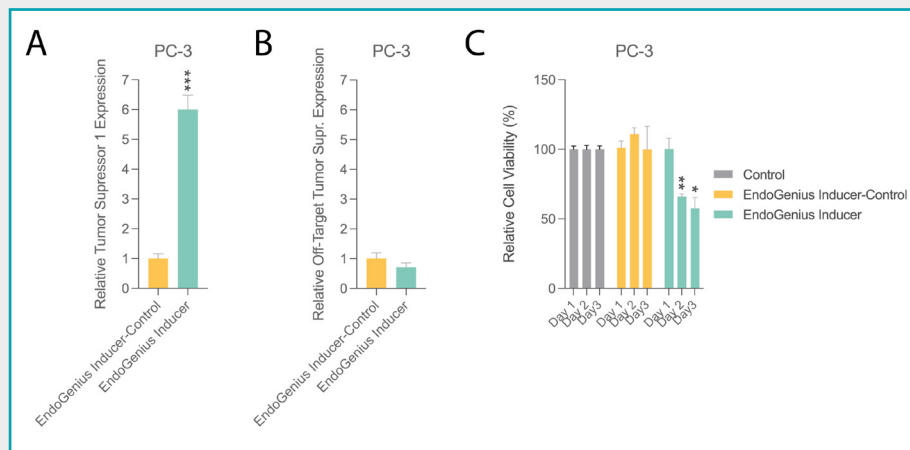 A
PC-3
Relative Tumor Supressor 1 Expression
7
6
5
4
3
2
1
0
***
EndoGenius Inducer-Control
EndoGenius Inducer
B
PC-3
Relative Off-Target Tumor Supr. Expression
7
6
5
4
3
2
1
0
EndoGenius Inducer-Control
EndoGenius Inducer
C
PC-3
Relative Cell Viability (%)
150
100
50
0
**
*
Day 1
Day 2
Day3
Day 1
Day 2
Day3
Day 1
Day2
Day3
Control
EndoGenius Inducer-Control
EndoGenius Inducer